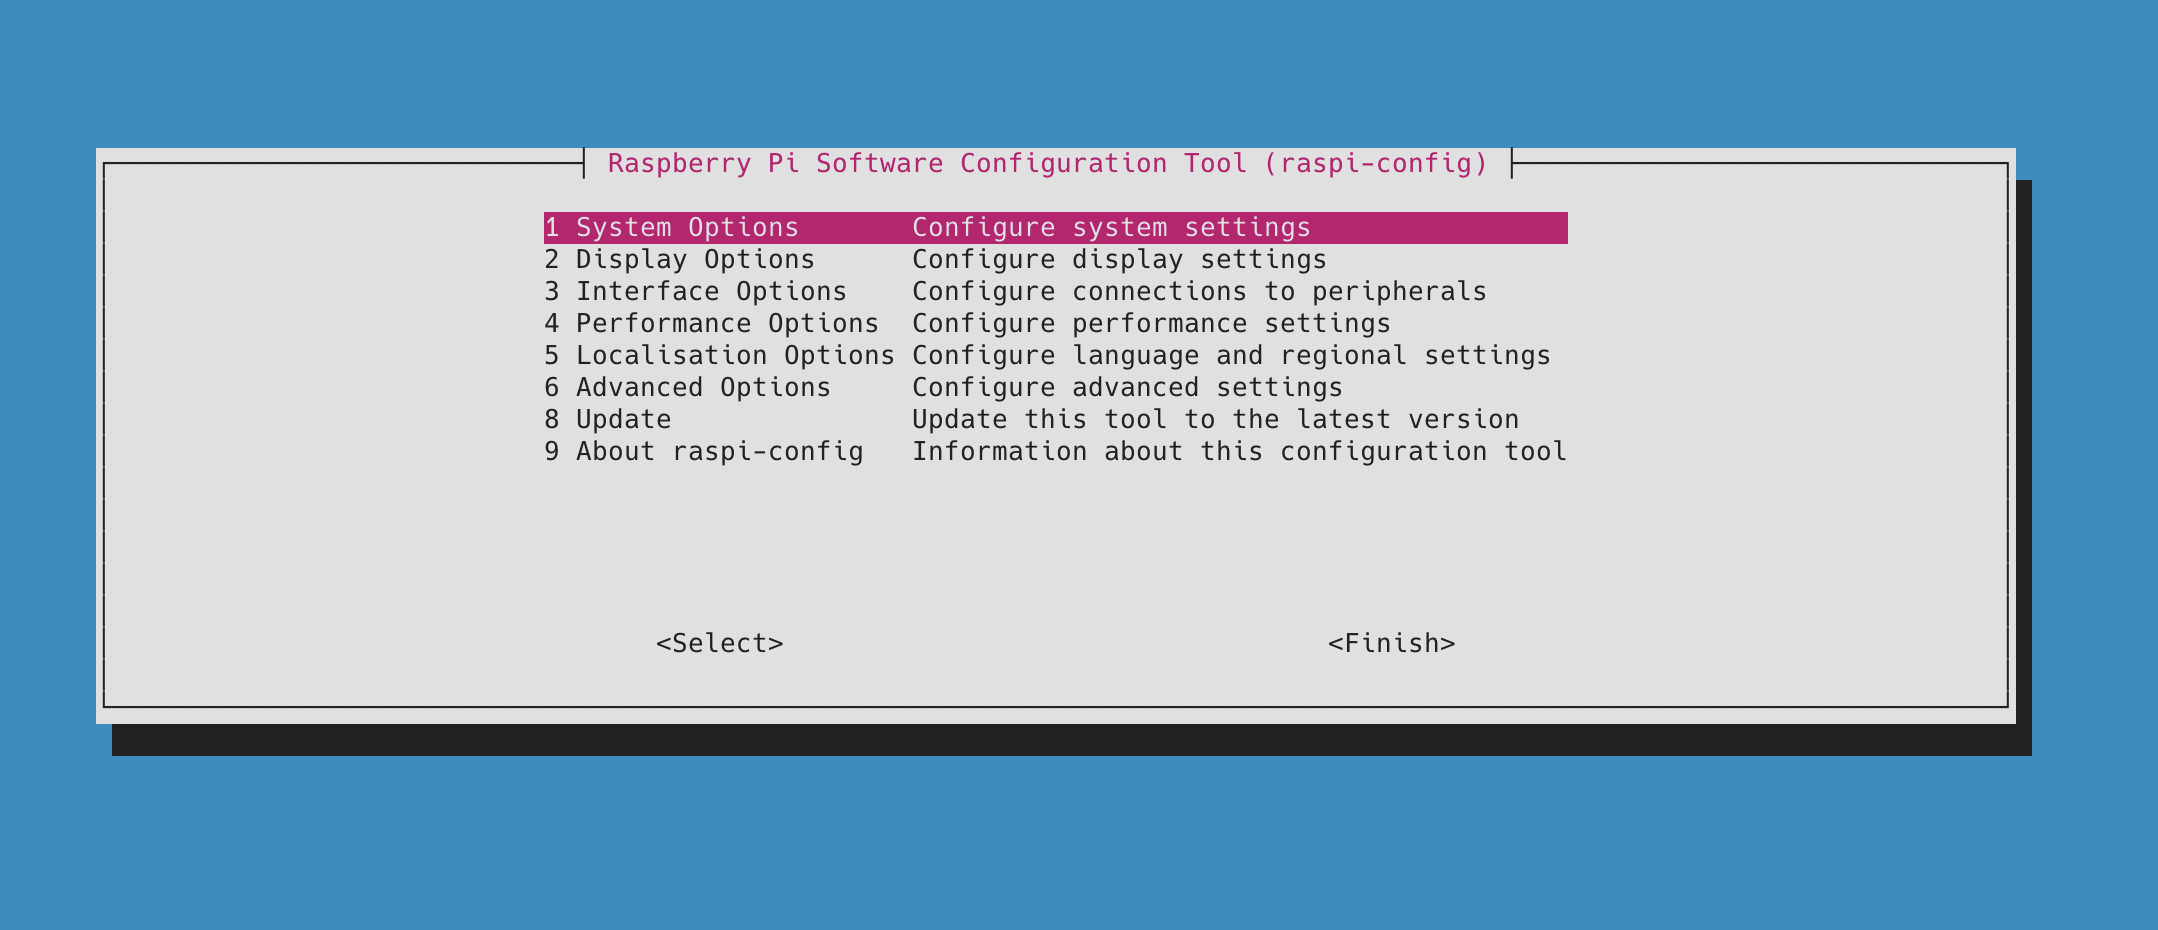 Raspberry Pi Software Configuration Tool (raspi-config)
1 System Options Configure system settings
2 Display Options Configure display settings
3 Interface Options Configure connections to peripherals
4 Performance Options Configure performance settings
5 Localisation Options Configure language and regional settings
6 Advanced Options Configure advanced settings
8 Update Update this tool to the latest version
9 About raspi-config Information about this configuration tool
<Select> <Finish>